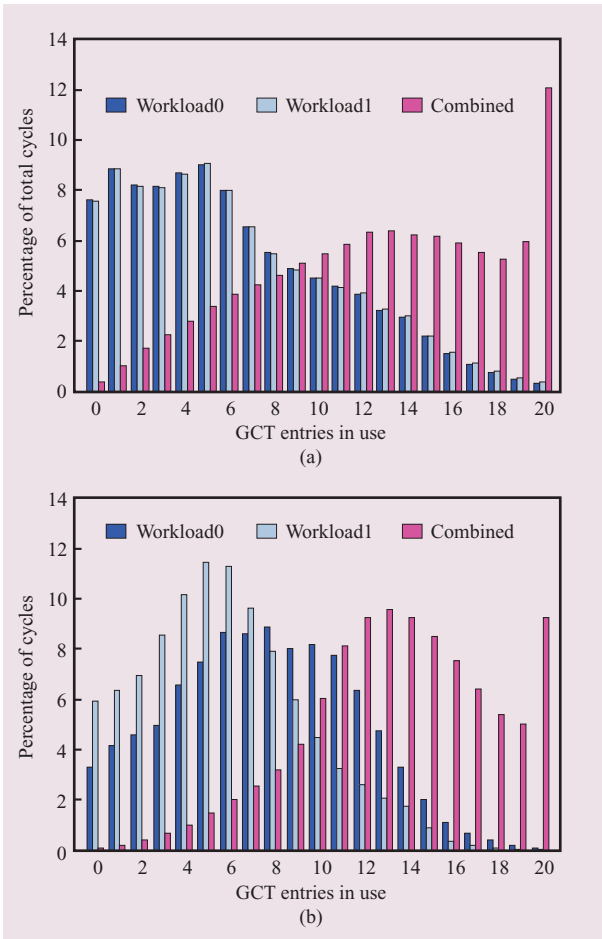 14
12
10
8
6
4
2
0
Percentage of total cycles
Workload0 Workload1 Combined
0 2 4 6 8 10 12 14 16 18 20
GCT entries in use
(a)
14
12
10
8
6
4
2
0
Percentage of cycles
Workload0 Workload1 Combined
0 2 4 6 8 10 12 14 16 18 20
GCT entries in use
(b)